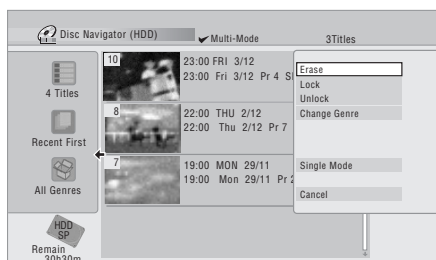 Disc Navigator (HDD)
Multi-Mode
3Titles
4 Titles
Recent First
All Genres
HDD
SP
Remain
30h30m
10
23:00 FRI 3/12
23:00 Fri 3/12 Pr 4
8
22:00 THU 2/12
22:00 Thu 2/12 Pr 7
7
19:00 MON 29/11
19:00 Mon 29/11 Pr 2
Erase
Lock
Unlock
Change Genre
Single Mode
Cancel